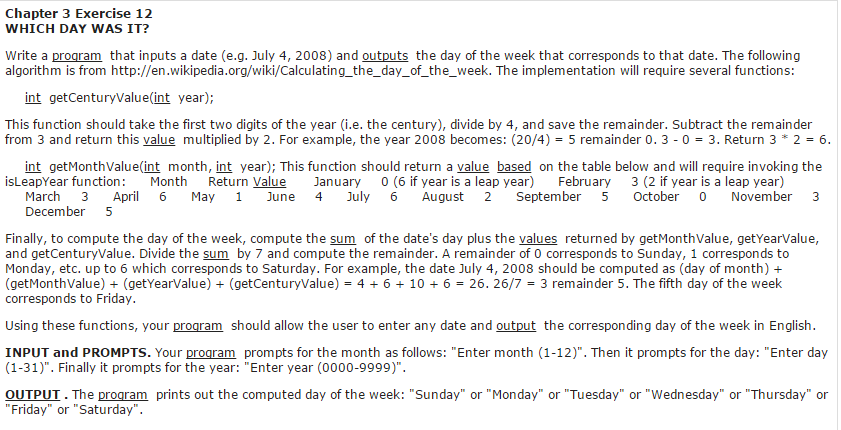 Chapter 3 Exercise 12
WHICH DAY WAS IT?
Write a program that inputs a date (e.g. July 4, 2008) and outputs the day of the week that corresponds to that date. The following
algorithm is from http://en.wikipedia.org/wiki/Calculating_the_day_of_the_week. The implementation will require several functions:
int getCenturyValue(int year);
This function should take the first two digits of the year (i.e. the century), divide by 4, and save the remainder. Subtract the remainder
from 3 and return this value multiplied by 2. For example, the year 2008 becomes: (20/4) = 5 remainder 0. 3 - 0 = 3. Return 3 * 2 = 6.
int getMonthValue(int month, int year); This function should return a value based on the table below and will require invoking the
isLeapYear function: Month Return Value January 0 (6 if year is a leap year) February 3 (2 if year is a leap year)
March 3 April 6 May 1 June 4 July 6 August 2 September 5 October 0 November 3
December 5
Finally, to compute the day of the week, compute the sum of the date's day plus the values returned by getMonthValue, getYearValue,
and getCenturyValue. Divide the sum by 7 and compute the remainder. A remainder of 0 corresponds to Sunday, 1 corresponds to
Monday, etc. up to 6 which corresponds to Saturday. For example, the date July 4, 2008 should be computed as (day of month) +
(getMonthValue) + (getYearValue) + (getCenturyValue) = 4 + 6 + 10 + 6 = 26. 26/7 = 3 remainder 5. The fifth day of the week
corresponds to Friday.
Using these functions, your program should allow the user to enter any date and output the corresponding day of the week in English.
INPUT and PROMPTS. Your program prompts for the month as follows: "Enter month (1-12)". Then it prompts for the day: "Enter day
(1-31)". Finally it prompts for the year: "Enter year (0000-9999)".
OUTPUT . The program prints out the computed day of the week: "Sunday" or "Monday" or "Tuesday" or "Wednesday" or "Thursday" or
"Friday" or "Saturday".